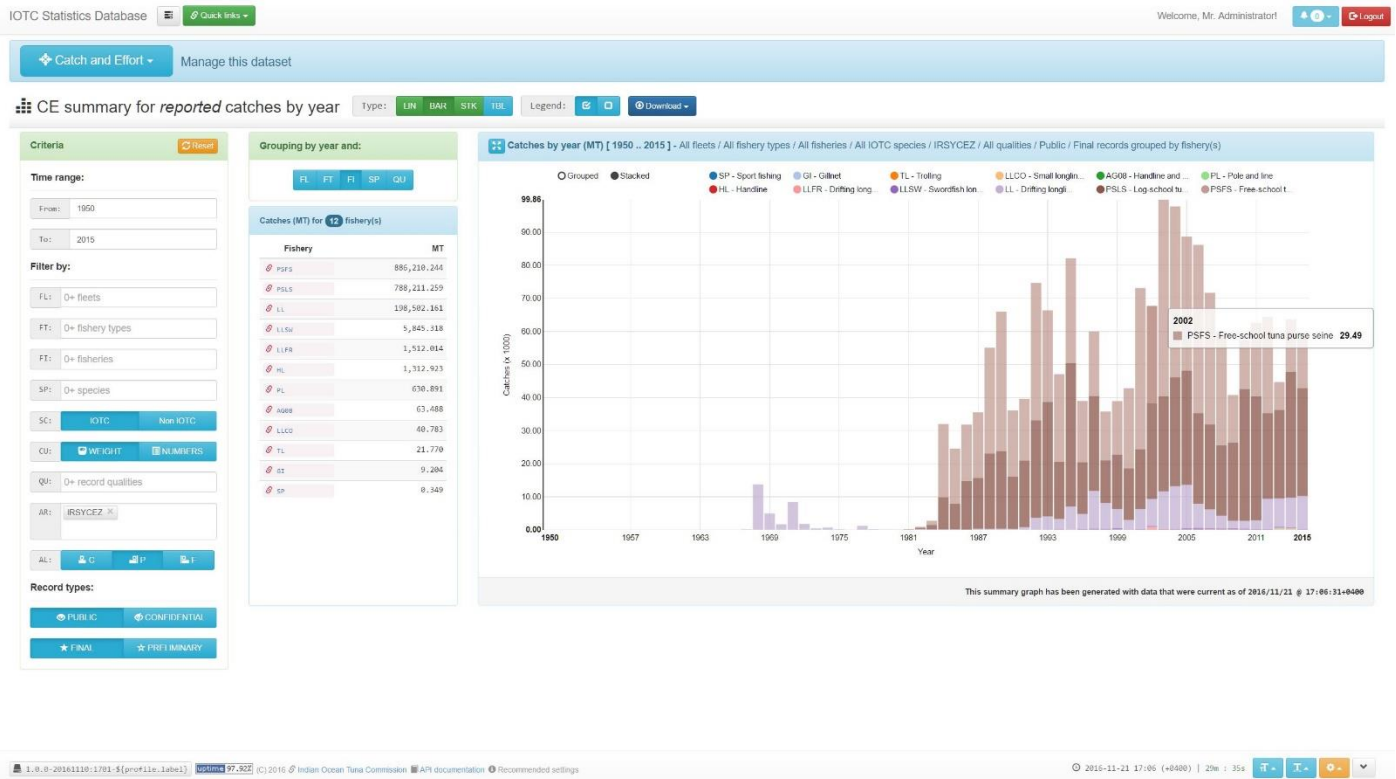 IOTC Statistics Database Quick links Welcome, Mr. Administrator! 0 Logout
Catch and Effort Manage this dataset
CE summary for reported catches by year Type: LIN BAR STK TBL Legend: Download
Criteria Reset
Time range:
From: 1950
To: 2015
Filter by:
FL: 0+ fleets
FT: 0+ fishery types
FI: 0+ fisheries
SP: 0+ species
SC: IOTC Non IOTC
CU: WEIGHT NUMBERS
QU: 0+ record qualities
AR: IRSYCEZ ×
AL: C P F
Record types:
PUBLIC CONFIDENTIAL
FINAL PRELIMINARY
Grouping by year and:
FL FT FI SP QU
Catches (MT) for 12 fishery(s)
Fishery MT
PSFS 886,210.244
PSLS 788,211.259
LL 198,502.161
LLSW 5,845.318
LLFR 1,512.014
HL 1,312.923
PL 630.891
AG08 63.488
LLCO 40.783
TL 21.770
GI 9.204
SP 0.349
Catches by year (MT) [ 1950 .. 2015 ] - All fleets / All fishery types / All fisheries / All IOTC species / IRSYCEZ / All qualities / Public / Final records grouped by fishery(s)
Grouped Stacked SP - Sport fishing GI - Gillnet TL - Trolling LLCO - Small longlin... AG08 - Handline and ... PL - Pole and line
HL - Handline LLFR - Drifting long... LLSW - Swordfish lon... LL - Drifting longli... PSLS - Log-school tu... PSFS - Free-school t...
99.86
90.00
80.00
70.00
60.00
50.00
40.00
30.00
20.00
10.00
0.00
Catches (x 1000)
2002
PSFS - Free-school tuna purse seine 29.49
1950 1957 1963 1969 1975 1981 1987 1993 1999 2005 2011 2015
Year
This summary graph has been generated with data that were current as of 2016/11/21 @ 17:06:31+0400
1.0.0-20161110:1701-${profile.label} uptime 97.92% (C) 2016 Indian Ocean Tuna Commission API documentation Recommended settings 2016-11-21 17:06 (+0400) | 29m : 35s